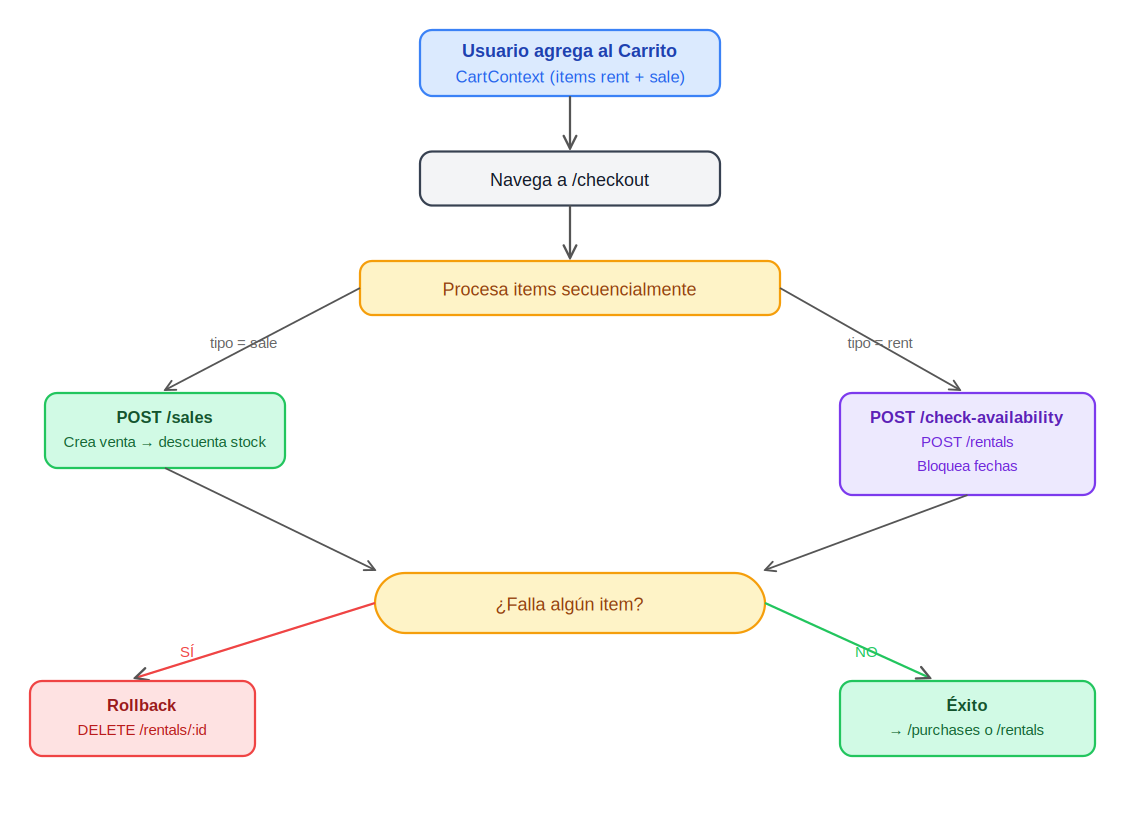 Usuario agrega al Carrito
CartContext (items rent + sale)
Navega a /checkout
Procesa items secuencialmente
tipo = sale
tipo = rent
POST /sales
Crea venta → descuenta stock
POST /check-availability
POST /rentals
Bloquea fechas
¿Falla algún item?
SÍ
NO
Rollback
DELETE /rentals/:id
Éxito
→ /purchases o /rentals